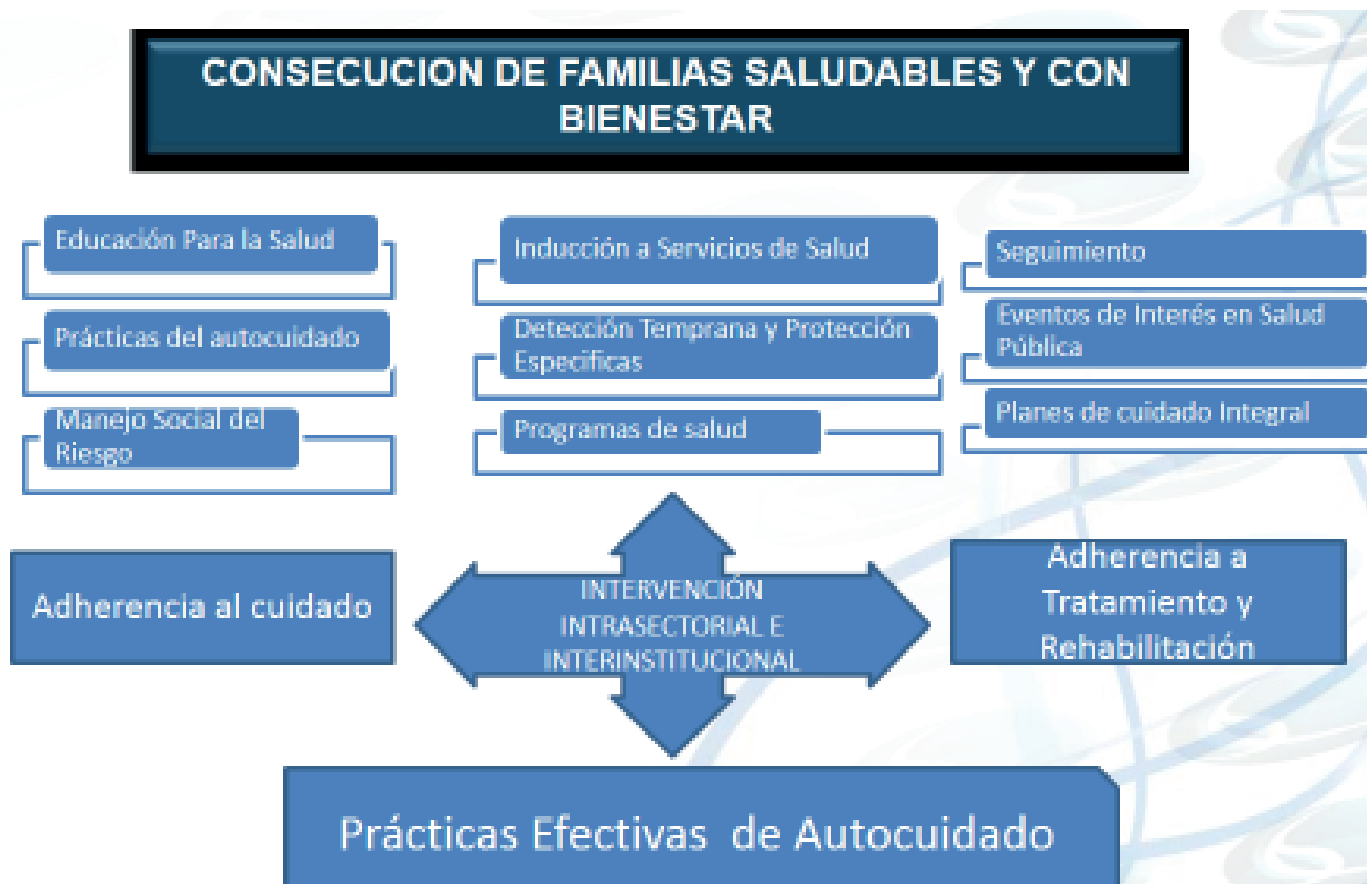 CONSECUCION DE FAMILIAS SALUDABLES Y CON
BIENESTAR
Educación Para la Salud
Prácticas del autocuidado
Manejo Social del
Riesgo
Inducción a Servicios de Salud
Detección Temprana y Protección
Especificas
Programas de salud
Seguimiento
Eventos de Interés en Salud
Pública
Planes de cuidado Integral
Adherencia al cuidado
INTERVENCIÓN
INTRASECTORIAL E
INTERINSTITUCIONAL
Adherencia a
Tratamiento y
Rehabilitación
Prácticas Efectivas de Autocuidado